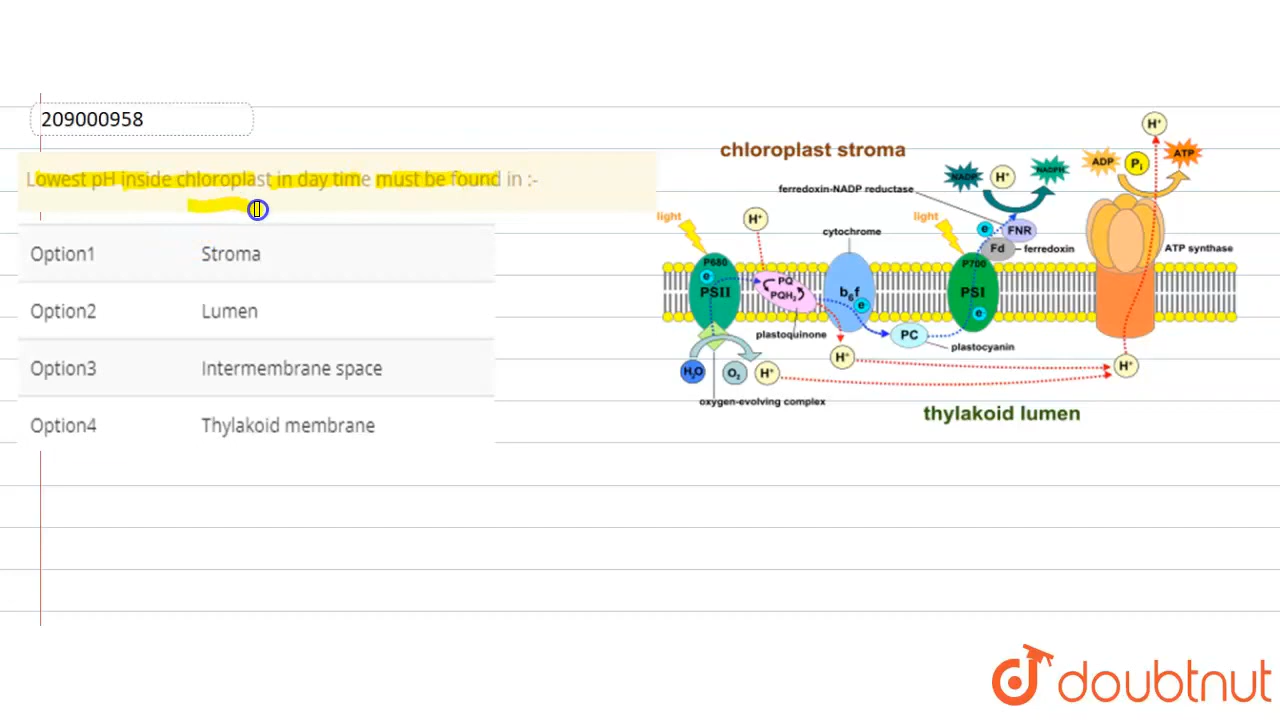 209000958
Lowest pH inside chloroplast in day time must be found in :-
Option1 Stroma
Option2 Lumen
Option3 Intermembrane space
Option4 Thylakoid membrane
chloroplast stroma
H+
NADP H+ NADPH
ADP Pi ATP
ferredoxin-NADP reductase
light H+ light e FNR
cytochrome
Fd ferredoxin
ATP synthase
P680 P700
e PQ
PSII PQH2 b6f PSI
e e
plastoquinone PC plastocyanin
H+ H+
H2O O2 H+
oxygen-evolving complex
thylakoid lumen
doubtnut